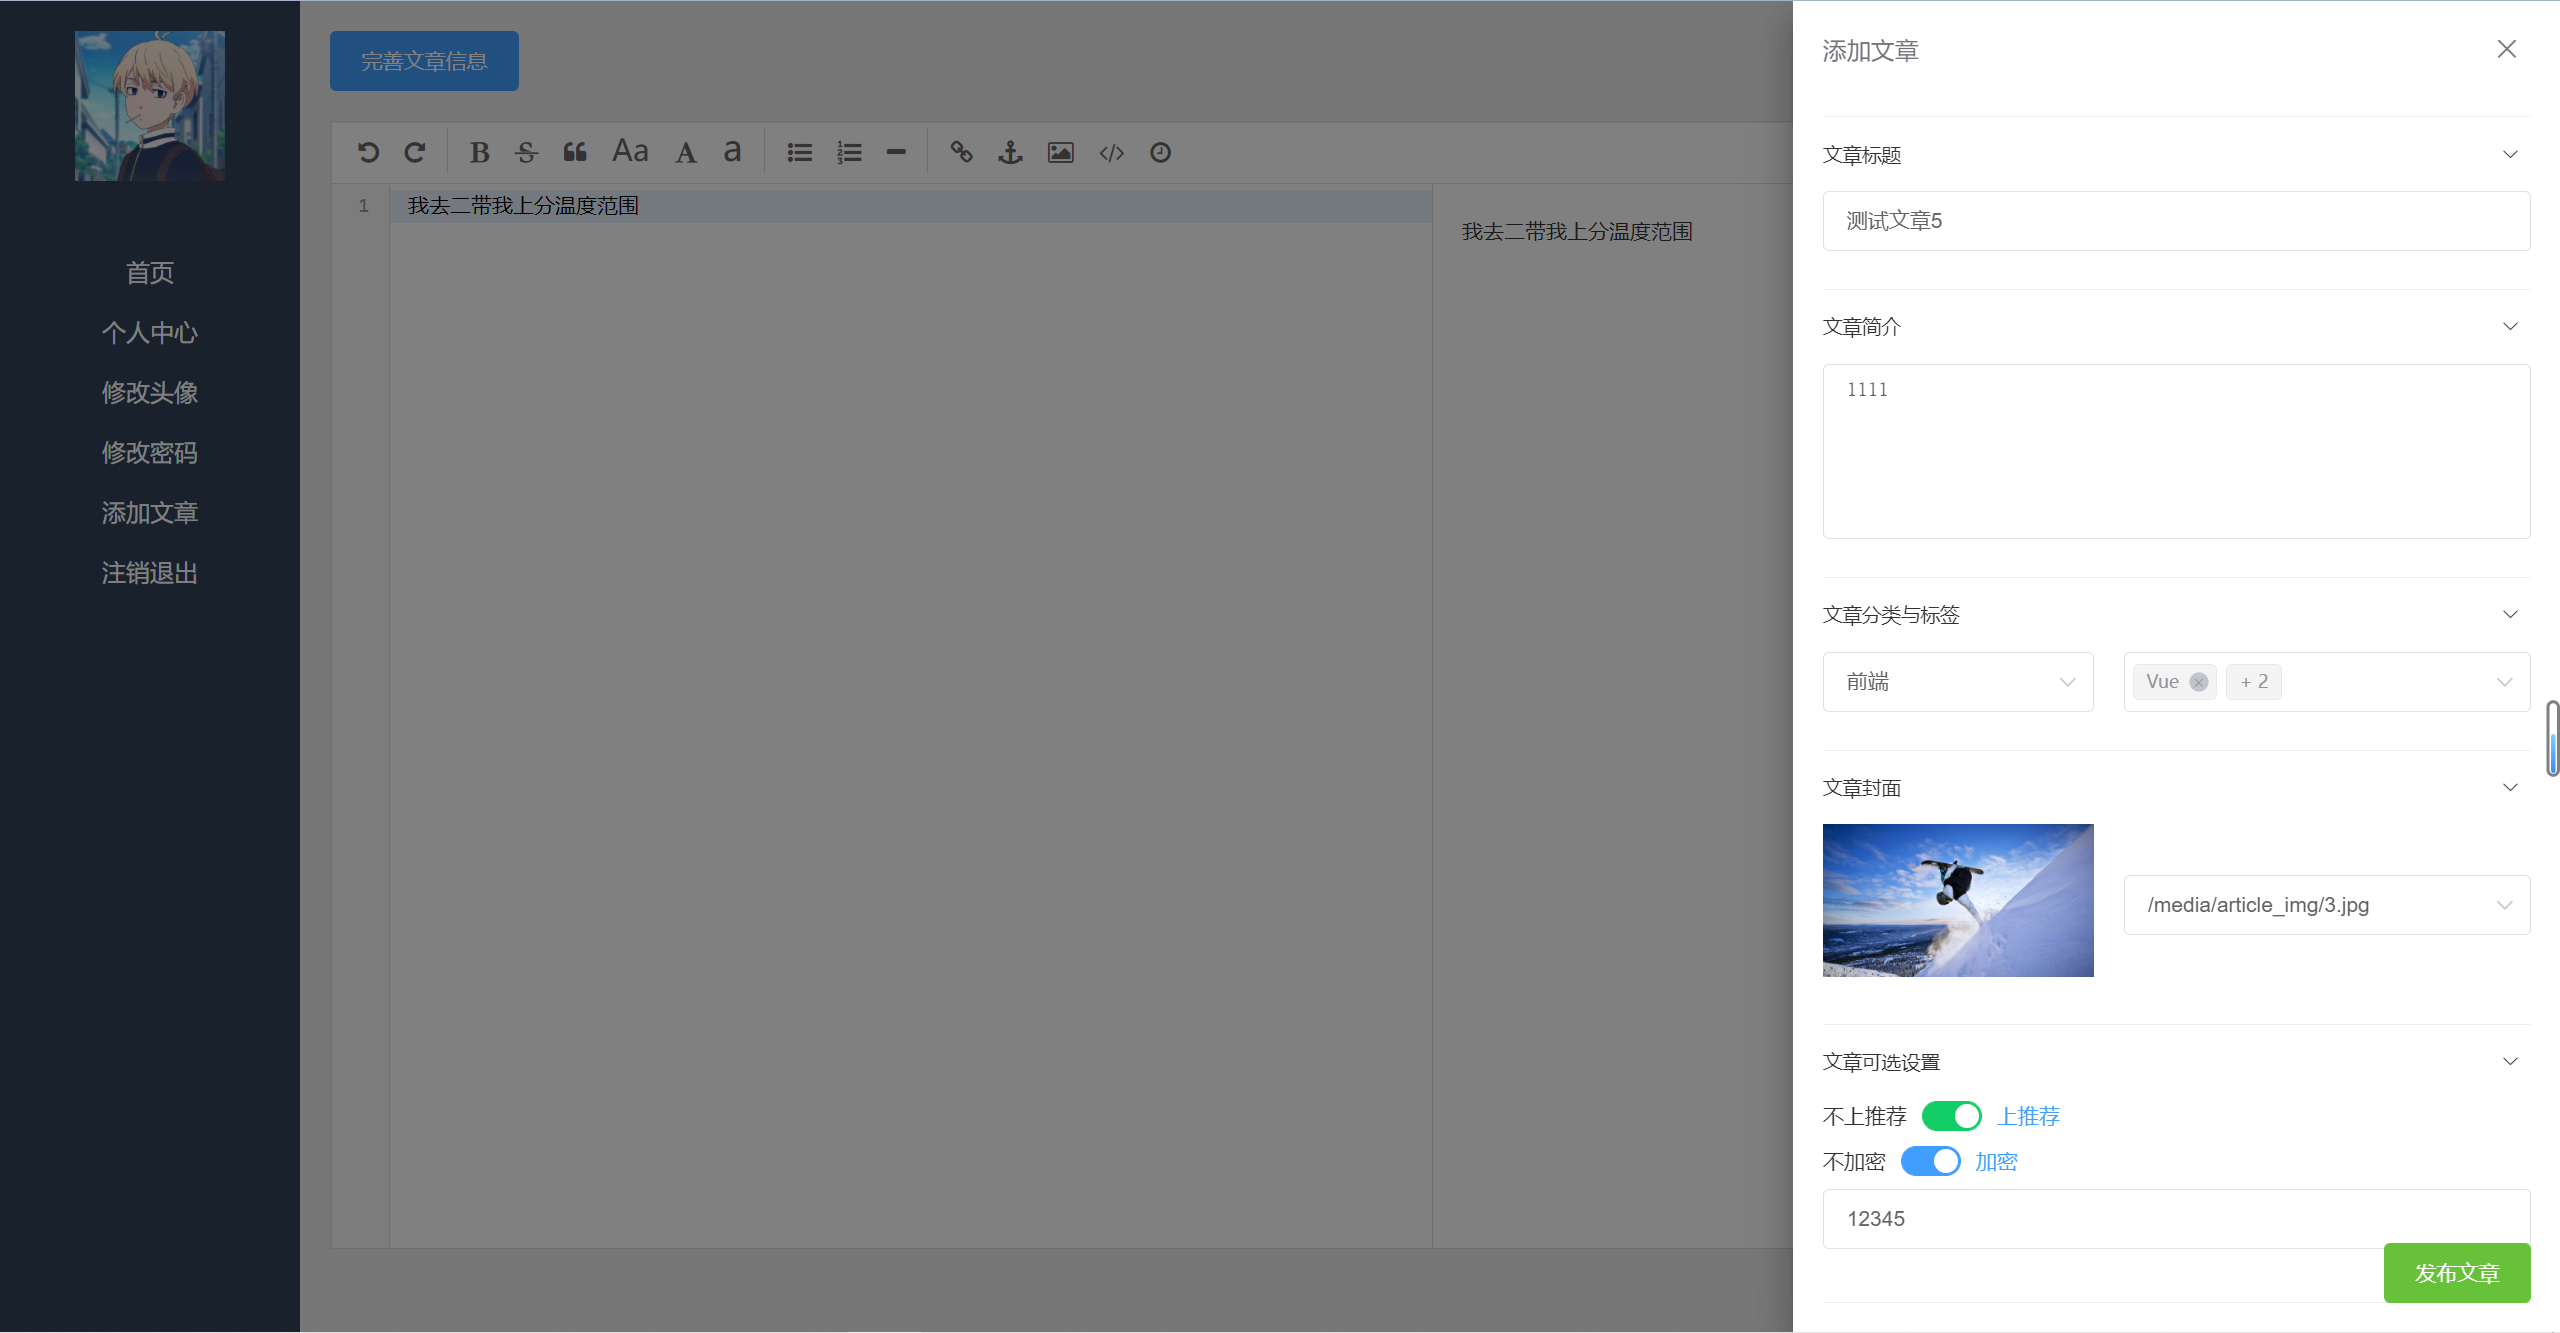 首页
个人中心
修改头像
修改密码
添加文章
注销退出
完善文章信息
B S Aa A a
1 我去二带我上分温度范围
我去二带我上分温度范围
添加文章
文章标题
测试文章5
文章简介
1111
文章分类与标签
前端
Vue + 2
文章封面
/media/article_img/3.jpg
文章可选设置
不上推荐 上推荐
不加密 加密
12345
发布文章